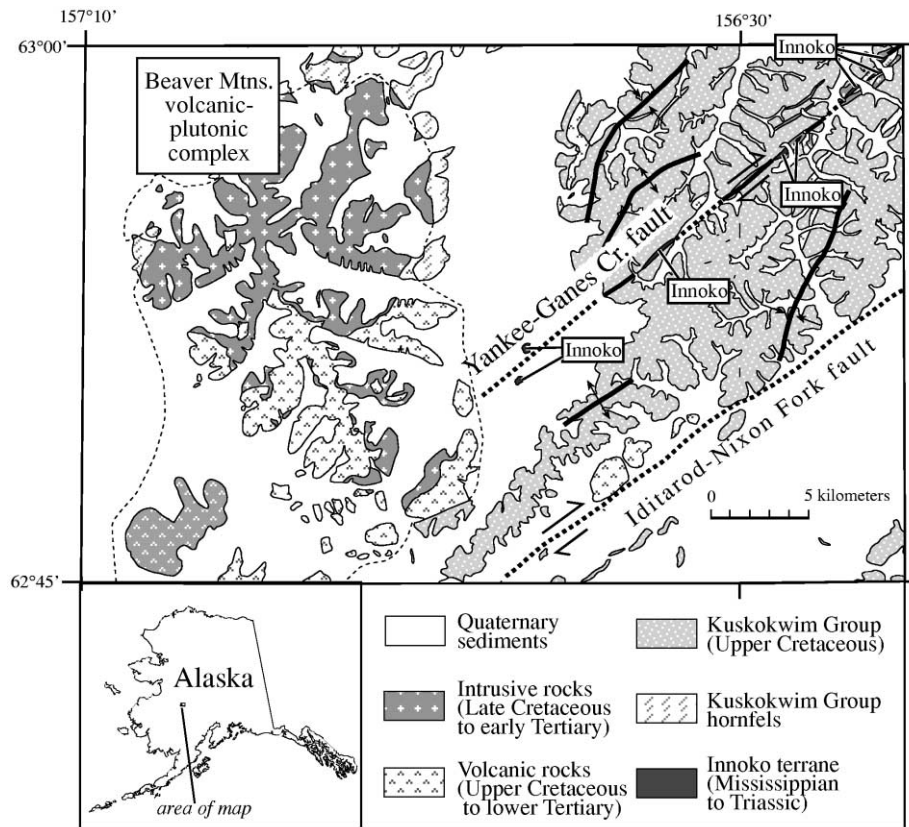 157°10'
156°30'
63°00'
Beaver Mtns.
volcanic-
plutonic
complex
Innoko
Innoko
Yankee-Ganes Cr. fault
Innoko
Innoko
Iditarod-Nixon Fork fault
0 5 kilometers
62°45'
Alaska
area of map
Quaternary
sediments
Intrusive rocks
(Late Cretaceous
to early Tertiary)
Volcanic rocks
(Upper Cretaceous
to lower Tertiary)
Kuskokwim Group
(Upper Cretaceous)
Kuskokwim Group
hornfels
Innoko terrane
(Mississippian
to Triassic)